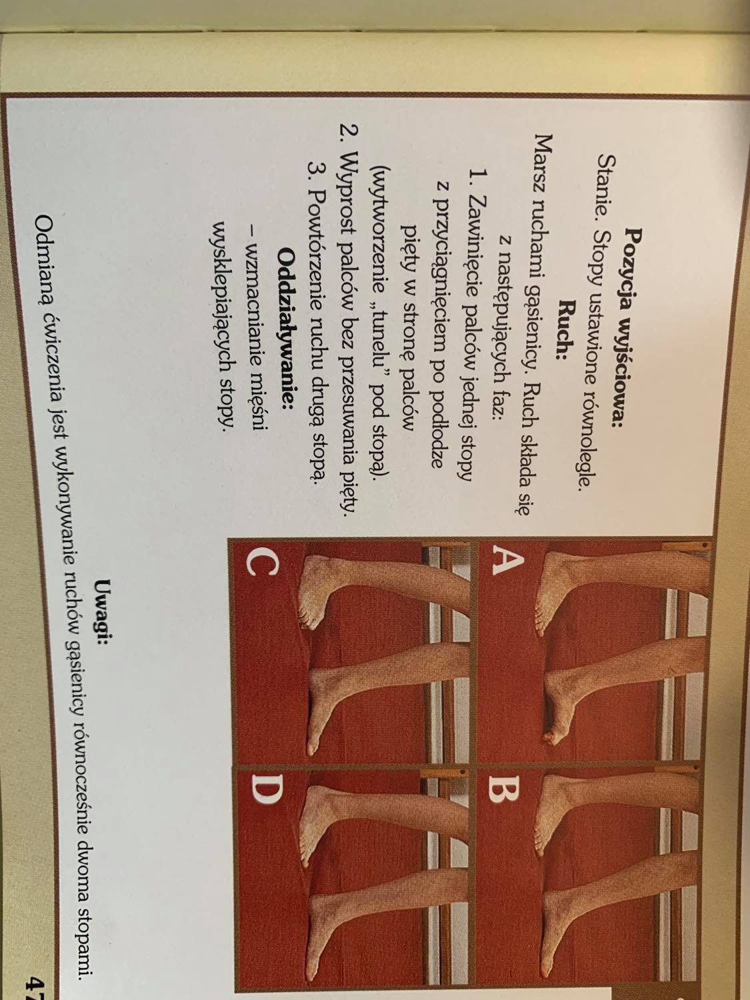 Pozycja wyjściowa:
Stanie. Stopy ustawione równolegle.
Ruch:
Marsz ruchami gąsienicy. Ruch składa się
z następujących faz:
1. Zawinięcie palców jednej stopy
z przyciągnięciem po podłodze
pięty w stronę palców
(wytworzenie „tunelu” pod stopą).
2. Wyprost palców bez przesuwania pięty.
3. Powtórzenie ruchu drugą stopą.
Oddziaływanie:
– wzmacnianie mięśni
wysklepiających stopy.
A
B
C
D
Uwagi:
Odmianą ćwiczenia jest wykonywanie ruchów gąsienicy równocześnie dwoma stopami.
47